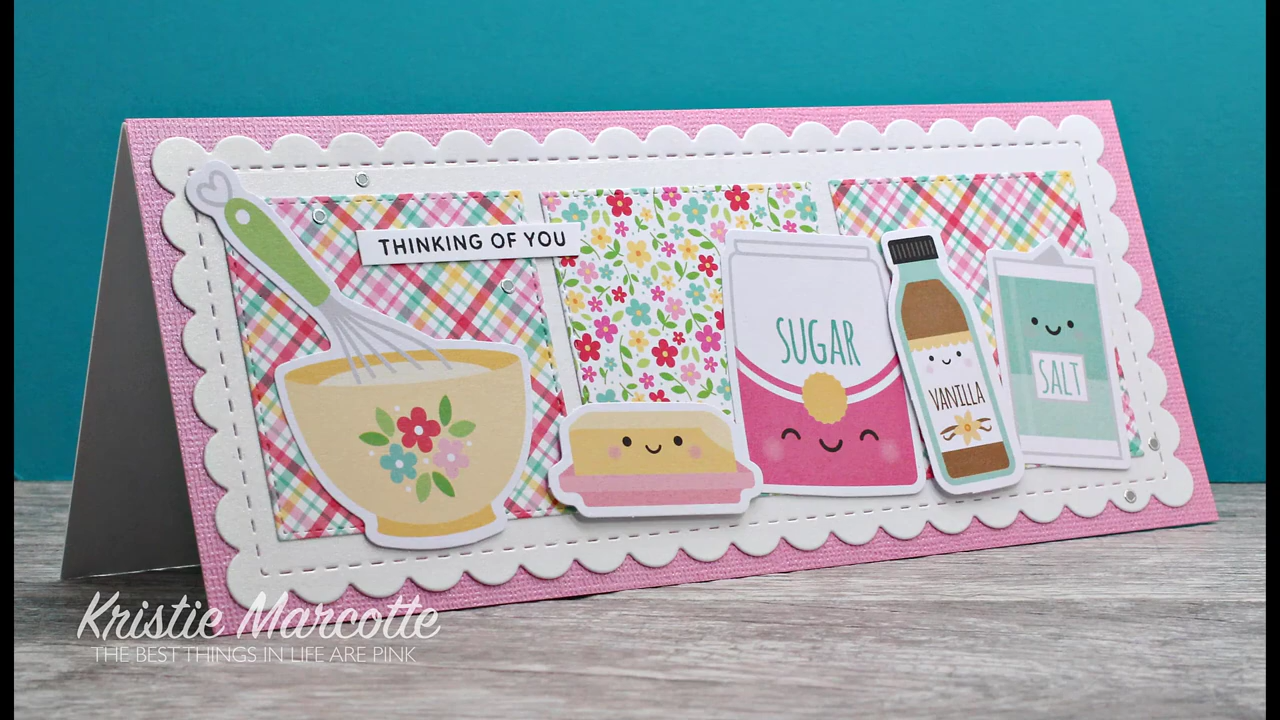 THINKING OF YOU
SUGAR
VANILLA
SALT
Kristie Marcotte
THE BEST THINGS IN LIFE ARE PINK